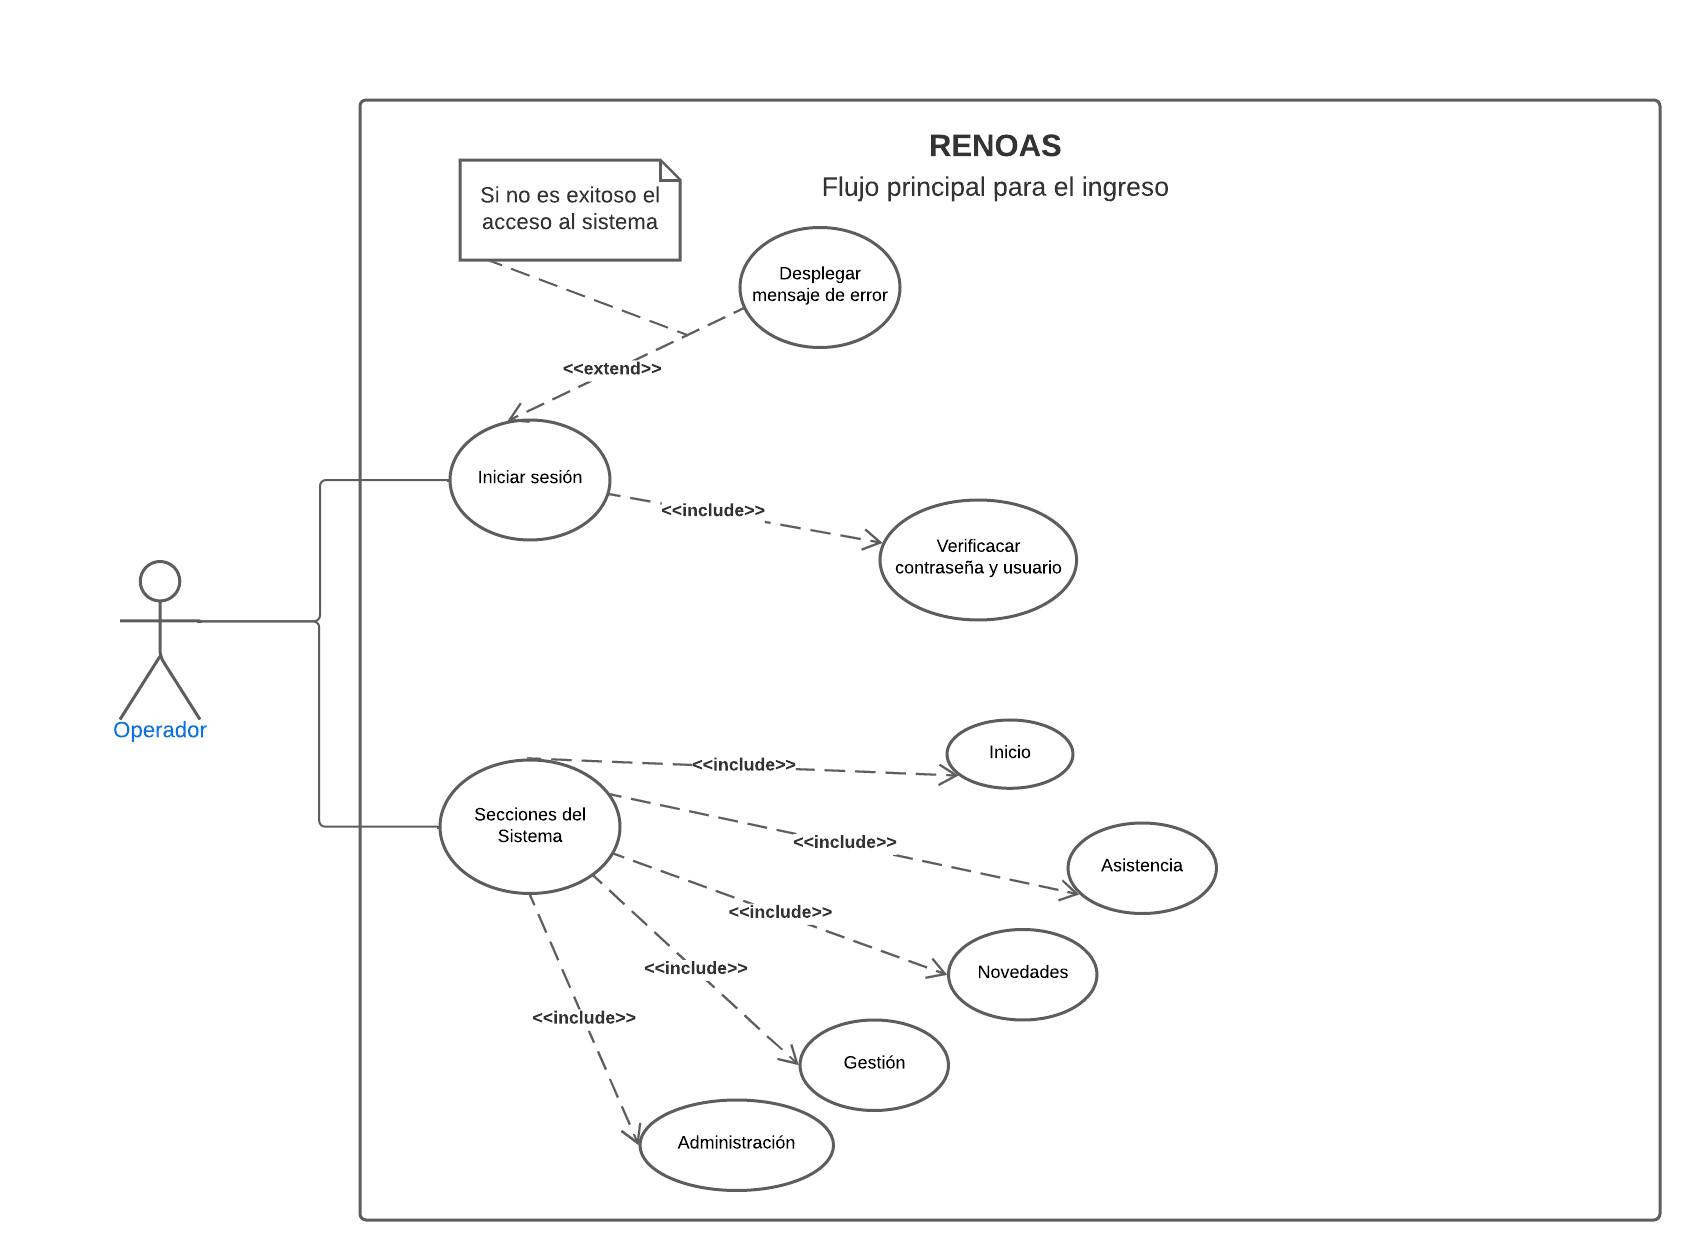 RENOAS
Flujo principal para el ingreso
Si no es exitoso el
acceso al sistema
Desplegar
mensaje de error
<<extend>>
Iniciar sesión
<<include>>
Verificacar
contraseña y usuario
Operador
Secciones del
Sistema
<<include>>
Inicio
<<include>>
Asistencia
<<include>>
Novedades
<<include>>
Gestión
<<include>>
Administración